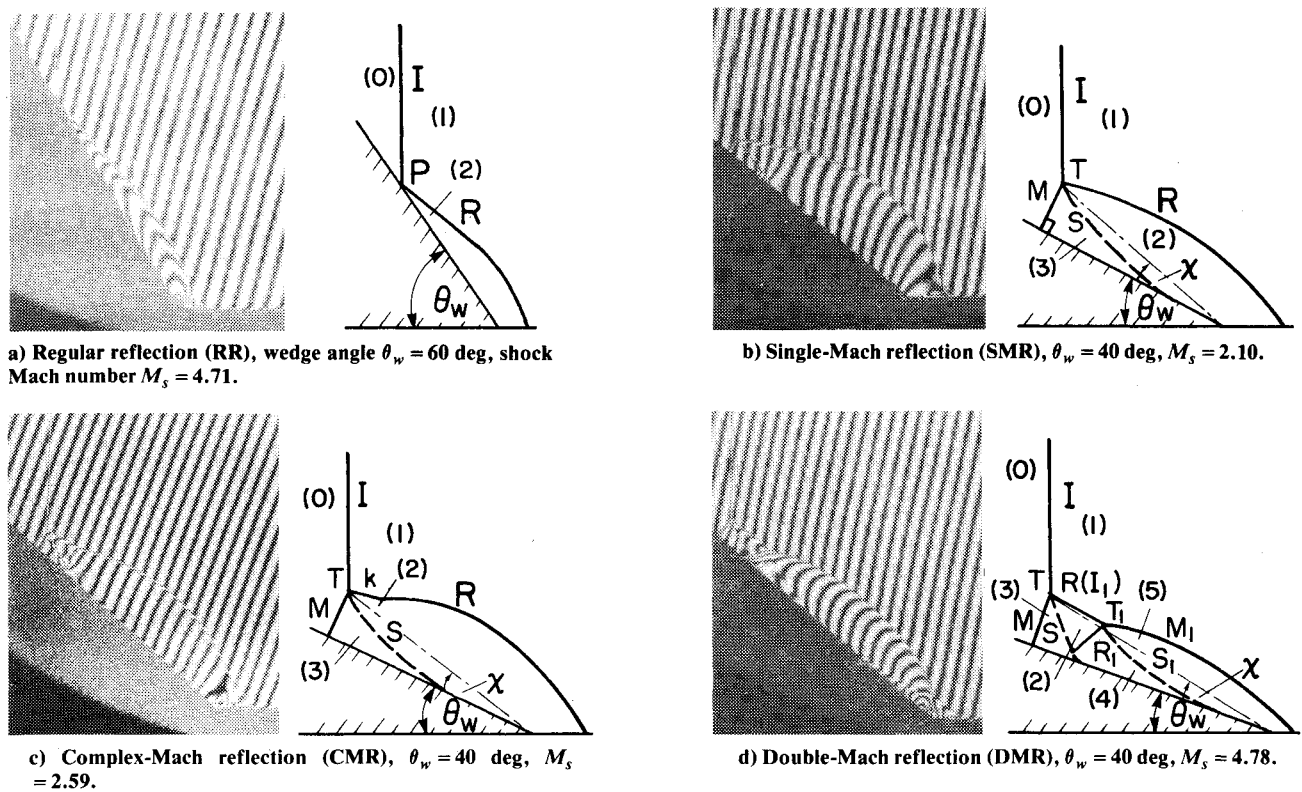 (0)
I
(1)
P
(2)
R
θw
a) Regular reflection (RR), wedge angle θw = 60 deg, shock
Mach number Ms = 4.71.
(0)
I
(1)
T
M
R
S
(2)
(3)
χ
θw
b) Single-Mach reflection (SMR), θw = 40 deg, Ms = 2.10.
(0)
I
(1)
T
k
(2)
R
M
S
(3)
χ
θw
c) Complex-Mach reflection (CMR), θw = 40 deg, Ms
= 2.59.
(0)
I
(1)
T
R(I1)
(5)
(3)
T1
M
S
M1
R1
S1
χ
(2)
(4)
θw
d) Double-Mach reflection (DMR), θw = 40 deg, Ms = 4.78.